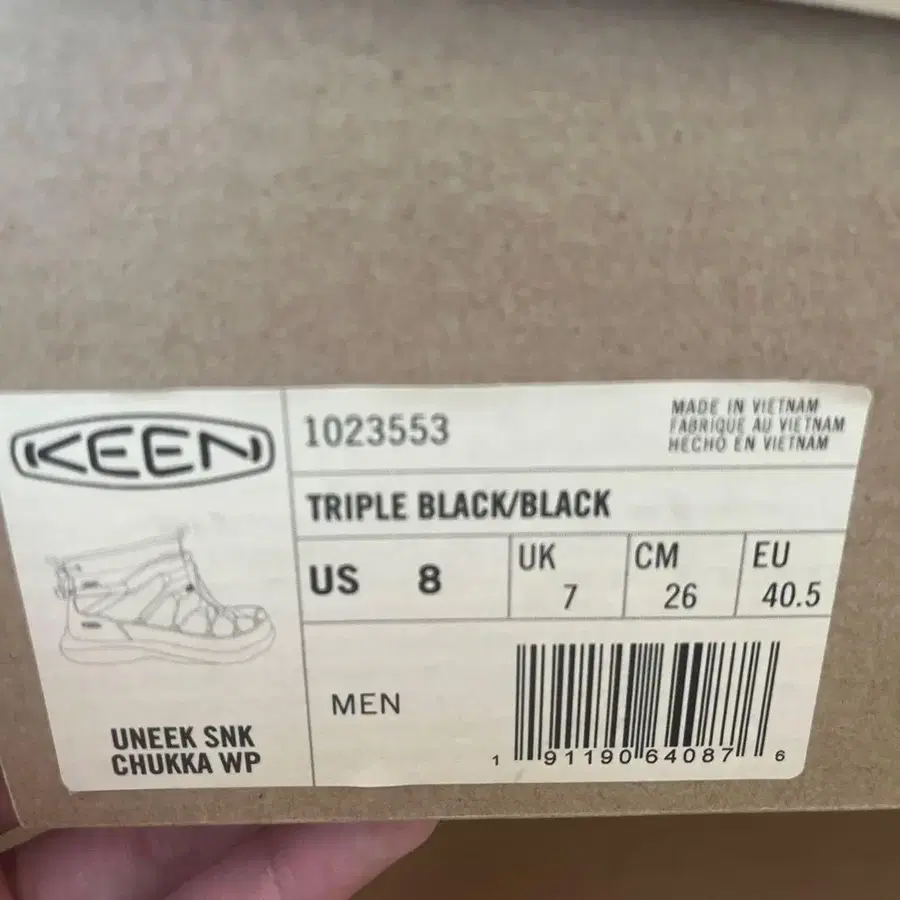 KEEN
1023553
MADE IN VIETNAM
FABRIQUE AU VIETNAM
HECHO EN VIETNAM
TRIPLE BLACK/BLACK
US 8
UK 7
CM 26
EU 40.5
MEN
UNEEK SNK
CHUKKA WP
1 91190 64087 6